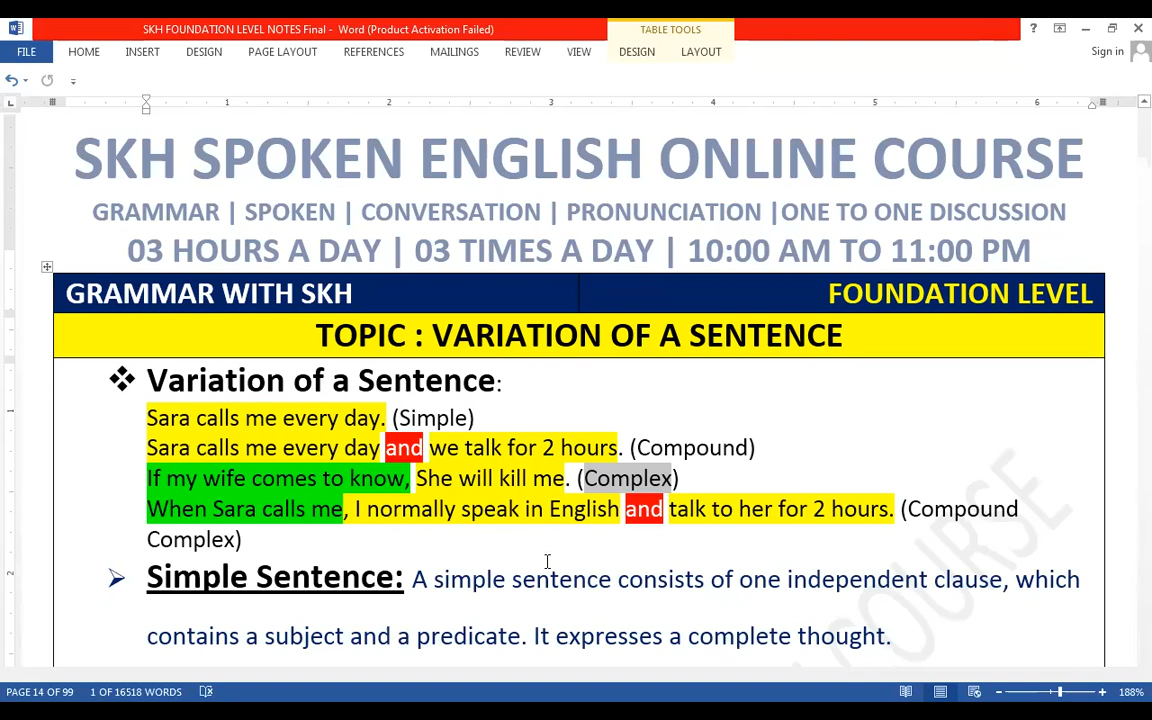 SKH FOUNDATION LEVEL NOTES Final - Word (Product Activation Failed)
TABLE TOOLS
?
FILE HOME INSERT DESIGN PAGE LAYOUT REFERENCES MAILINGS REVIEW VIEW DESIGN LAYOUT Sign in
1 2 3 4 5 6
SKH SPOKEN ENGLISH ONLINE COURSE
GRAMMAR | SPOKEN | CONVERSATION | PRONUNCIATION |ONE TO ONE DISCUSSION
03 HOURS A DAY | 03 TIMES A DAY | 10:00 AM TO 11:00 PM
GRAMMAR WITH SKH FOUNDATION LEVEL
TOPIC : VARIATION OF A SENTENCE
❖ Variation of a Sentence:
Sara calls me every day. (Simple)
Sara calls me every day and we talk for 2 hours. (Compound)
If my wife comes to know, She will kill me. (Complex)
When Sara calls me, I normally speak in English and talk to her for 2 hours. (Compound
Complex)
➢ Simple Sentence: A simple sentence consists of one independent clause, which
contains a subject and a predicate. It expresses a complete thought.
COURSE
PAGE 14 OF 99 1 OF 16518 WORDS 188%